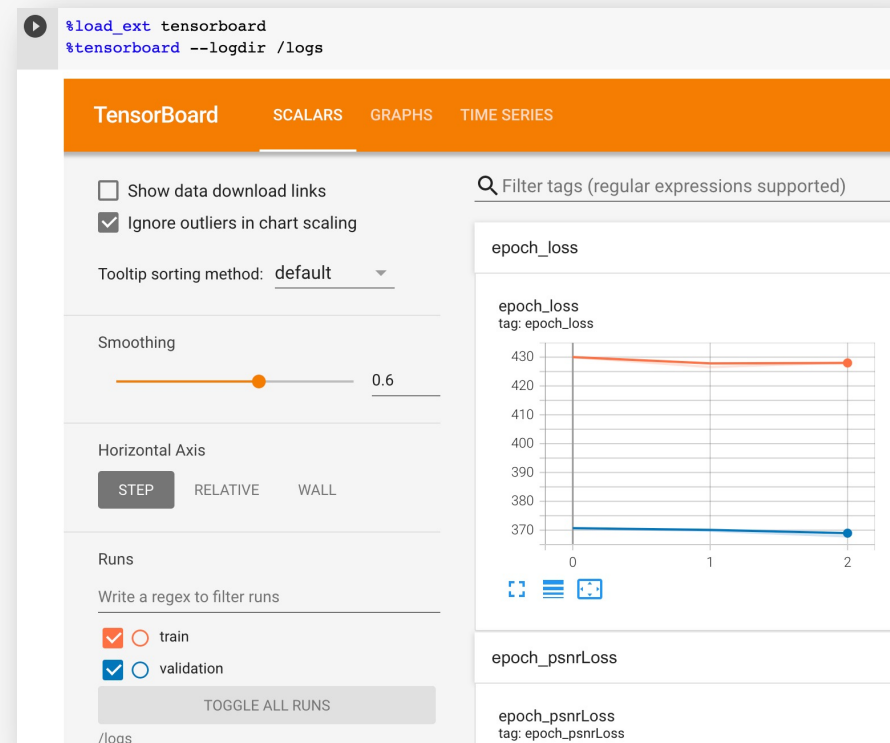 %load_ext tensorboard
%tensorboard --logdir /logs
TensorBoard SCALARS GRAPHS TIME SERIES
Show data download links
Ignore outliers in chart scaling
Tooltip sorting method: default
Smoothing
0.6
Horizontal Axis
STEP RELATIVE WALL
Runs
Write a regex to filter runs
train
validation
TOGGLE ALL RUNS
/logs
Filter tags (regular expressions supported)
epoch_loss
epoch_loss
tag: epoch_loss
430
420
410
400
390
380
370
0 1 2
epoch_psnrLoss
epoch_psnrLoss
tag: epoch_psnrLoss